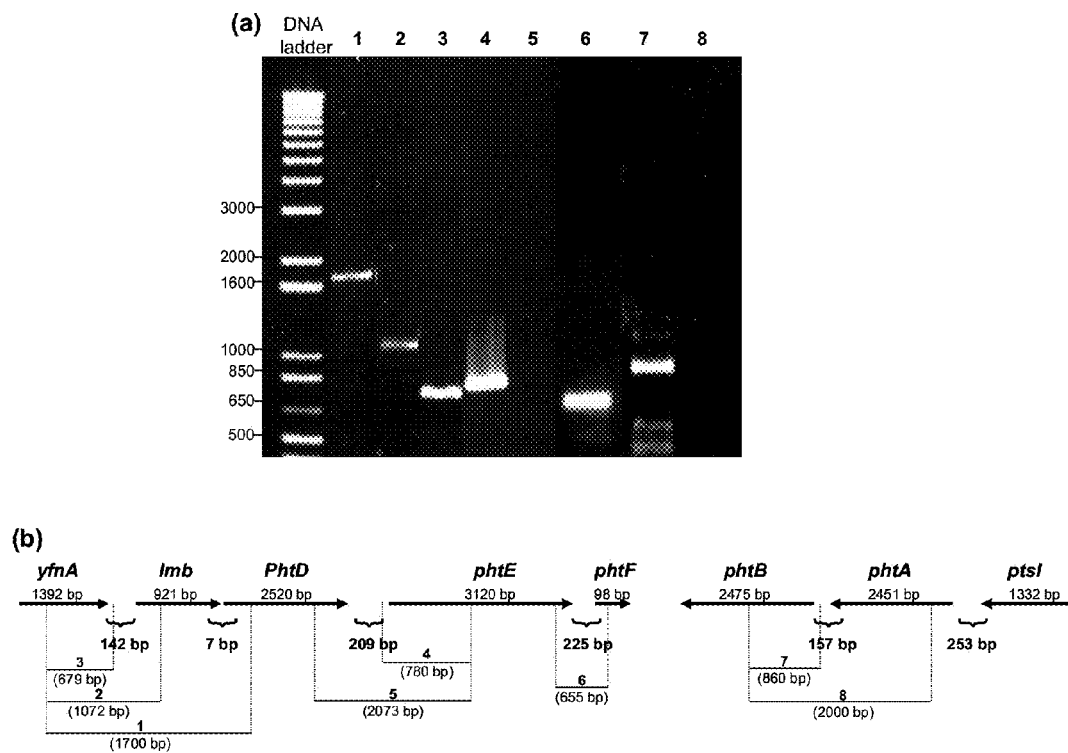 (a) DNA ladder 1 2 3 4 5 6 7 8
3000
2000
1600
1000
850
650
500
(b)
yfnA lmb PhtD phtE phtF phtB phtA ptsI
1392 bp 921 bp 2520 bp 3120 bp 98 bp 2475 bp 2451 bp 1332 bp
142 bp 7 bp 209 bp 225 bp 157 bp 253 bp
3
(679 bp)
4
(780 bp)
7
(860 bp)
6
(655 bp)
2
(1072 bp)
5
(2073 bp)
8
(2000 bp)
1
(1700 bp)